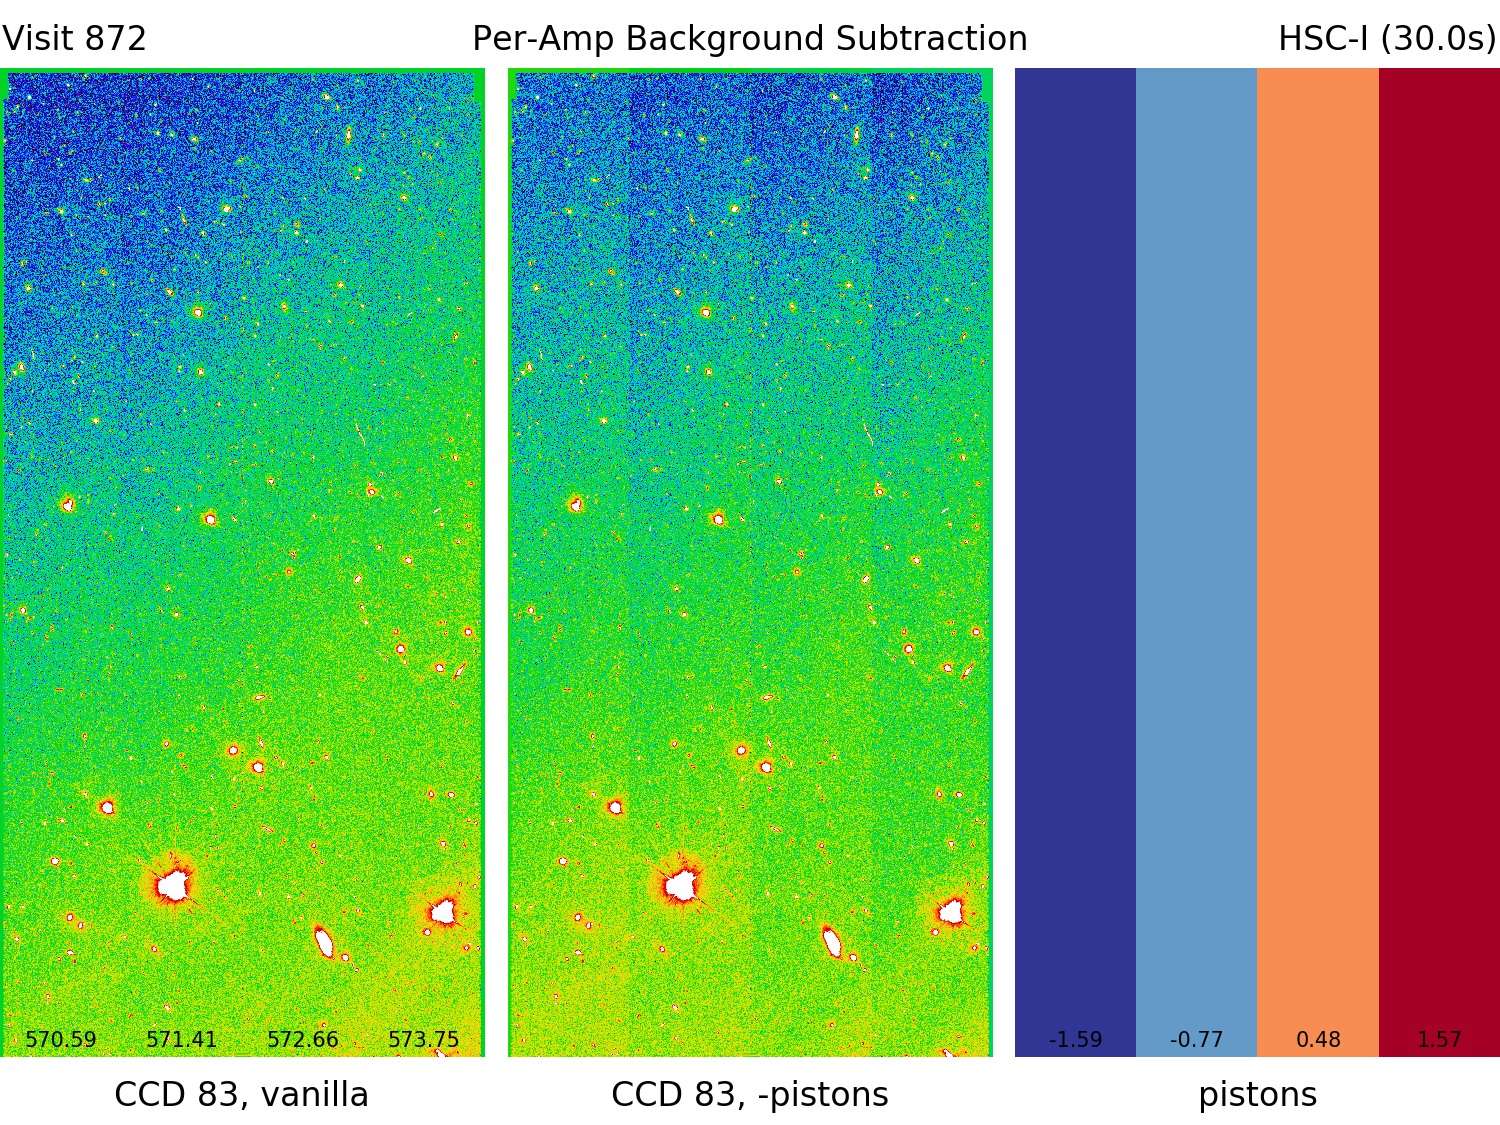 Visit 872
Per-Amp Background Subtraction
HSC-I (30.0s)
570.59 571.41 572.66 573.75
-1.59 -0.77 0.48 1.57
CCD 83, vanilla
CCD 83, -pistons
pistons